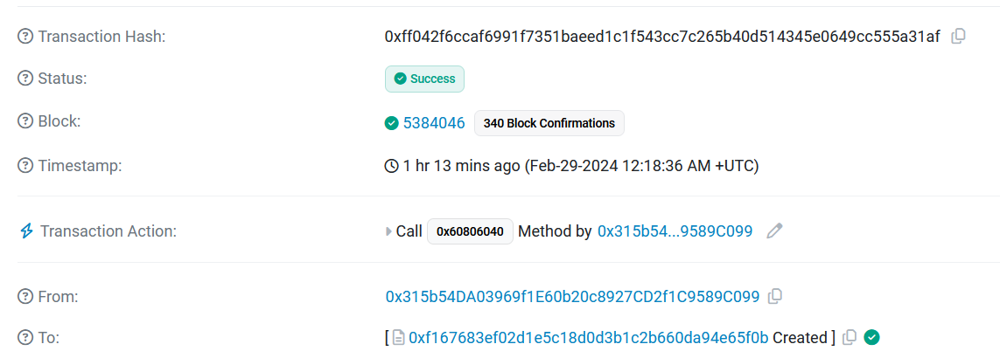 Transaction Hash: 0xff042f6ccaf6991f7351baeed1c1f543cc7c265b40d514345e0649cc555a31af
Status: Success
Block: 5384046 340 Block Confirmations
Timestamp: 1 hr 13 mins ago (Feb-29-2024 12:18:36 AM +UTC)
Transaction Action: Call 0x60806040 Method by 0x315b54...9589C099
From: 0x315b54DA03969f1E60b20c8927CD2f1C9589C099
To: [ 0xf167683ef02d1e5c18d0d3b1c2b660da94e65f0b Created ]